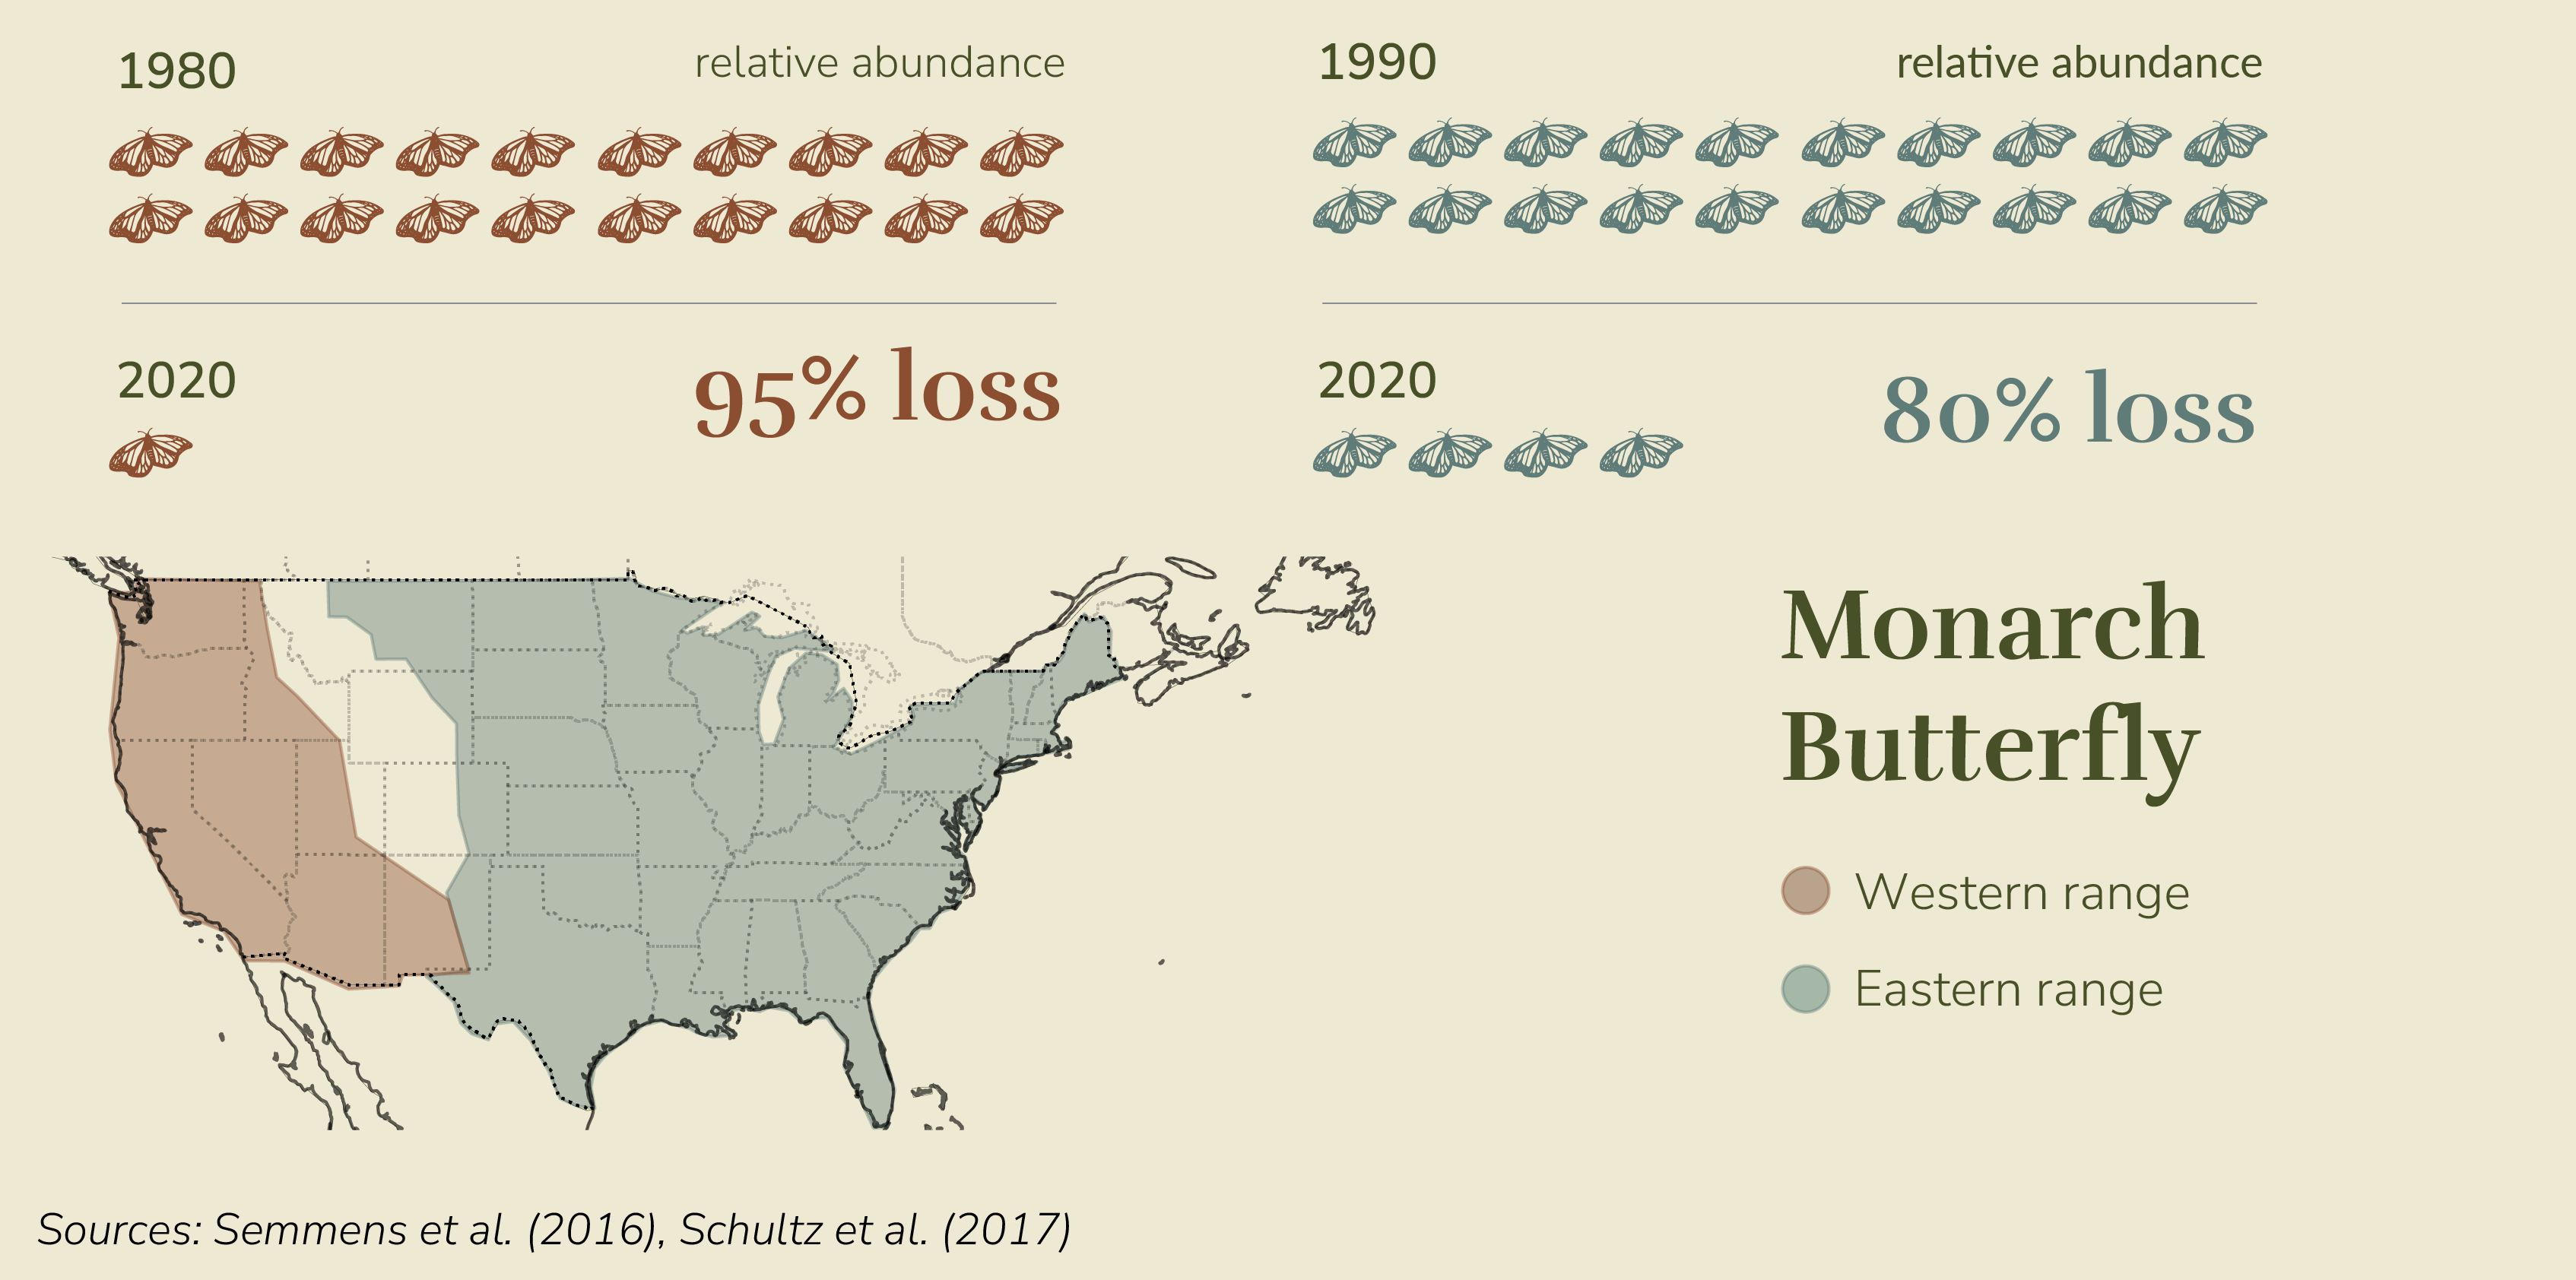 1980
relative abundance
1990
relative abundance
2020
95% loss
2020
80% loss
Monarch
Butterfly
Western range
Eastern range
Sources: Semmens et al. (2016), Schultz et al. (2017)